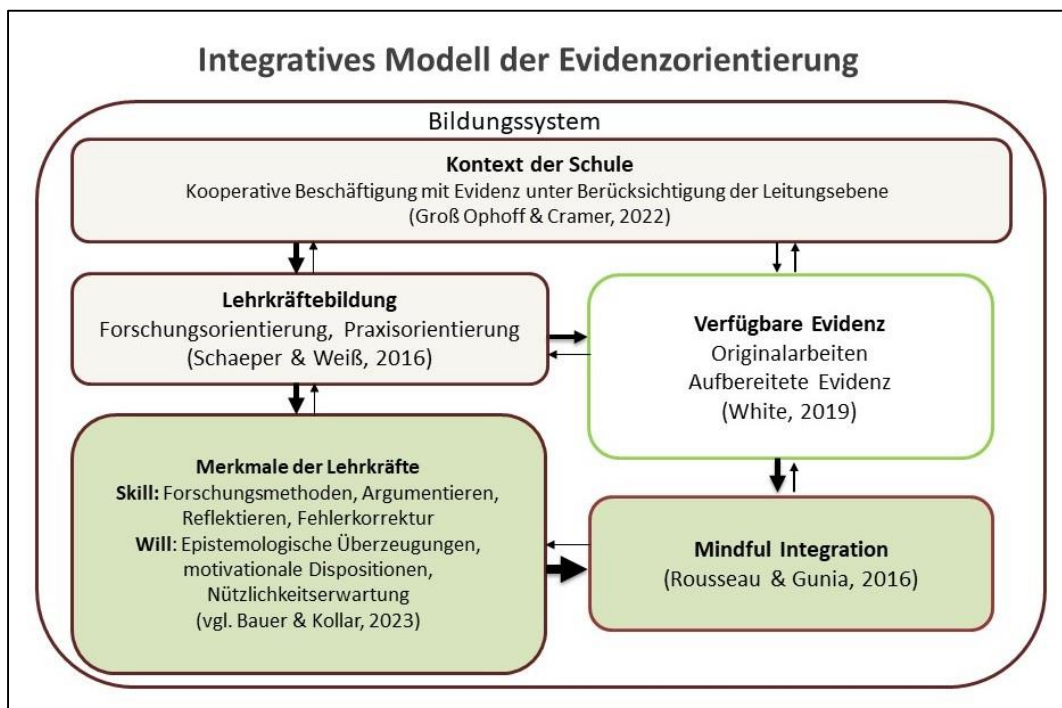 Integratives Modell der Evidenzorientierung
Bildungssystem
Kontext der Schule
Kooperative Beschäftigung mit Evidenz unter Berücksichtigung der Leitungsebene
(Groß Ophoff & Cramer, 2022)
Lehrkräftebildung
Forschungsorientierung, Praxisorientierung
(Schaeper & Weiß, 2016)
Verfügbare Evidenz
Originalarbeiten
Aufbereitete Evidenz
(White, 2019)
Merkmale der Lehrkräfte
Skill: Forschungsmethoden, Argumentieren,
Reflektieren, Fehlerkorrektur
Will: Epistemologische Überzeugungen,
motivationale Dispositionen,
Nützlichkeitserwartung
(vgl. Bauer & Kollar, 2023)
Mindful Integration
(Rousseau & Gunia, 2016)